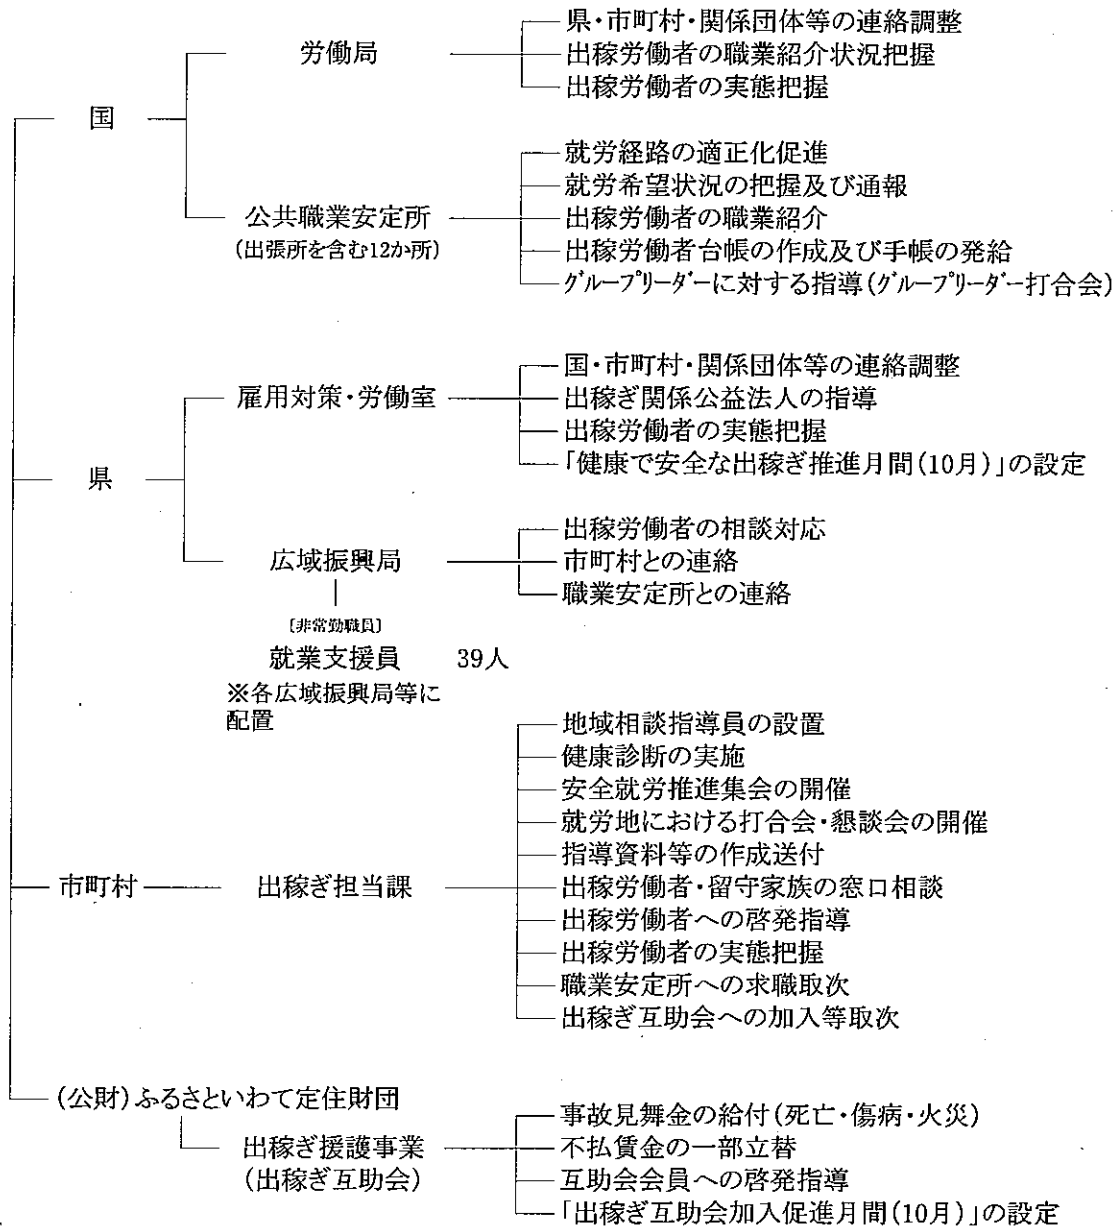 国
労働局
県・市町村・関係団体等の連絡調整
出稼労働者の職業紹介状況把握
出稼労働者の実態把握
公共職業安定所
(出張所を含む12か所)
就労経路の適正化促進
就労希望状況の把握及び通報
出稼労働者の職業紹介
出稼労働者台帳の作成及び手帳の発給
グループリーダーに対する指導(グループリーダー打合会)
県
雇用対策・労働室
国・市町村・関係団体等の連絡調整
出稼ぎ関係公益法人の指導
出稼労働者の実態把握
「健康で安全な出稼ぎ推進月間(10月)」の設定
広域振興局
出稼労働者の相談対応
市町村との連絡
職業安定所との連絡
〔非常勤職員〕
就業支援員 39人
※各広域振興局等に
配置
市町村
出稼ぎ担当課
地域相談指導員の設置
健康診断の実施
安全就労推進集会の開催
就労地における打合会・懇談会の開催
指導資料等の作成送付
出稼労働者・留守家族の窓口相談
出稼労働者への啓発指導
出稼労働者の実態把握
職業安定所への求職取次
出稼ぎ互助会への加入等取次
(公財)ふるさといわて定住財団
出稼ぎ援護事業
(出稼ぎ互助会)
事故見舞金の給付(死亡・傷病・火災)
不払賃金の一部立替
互助会会員への啓発指導
「出稼ぎ互助会加入促進月間(10月)」の設定